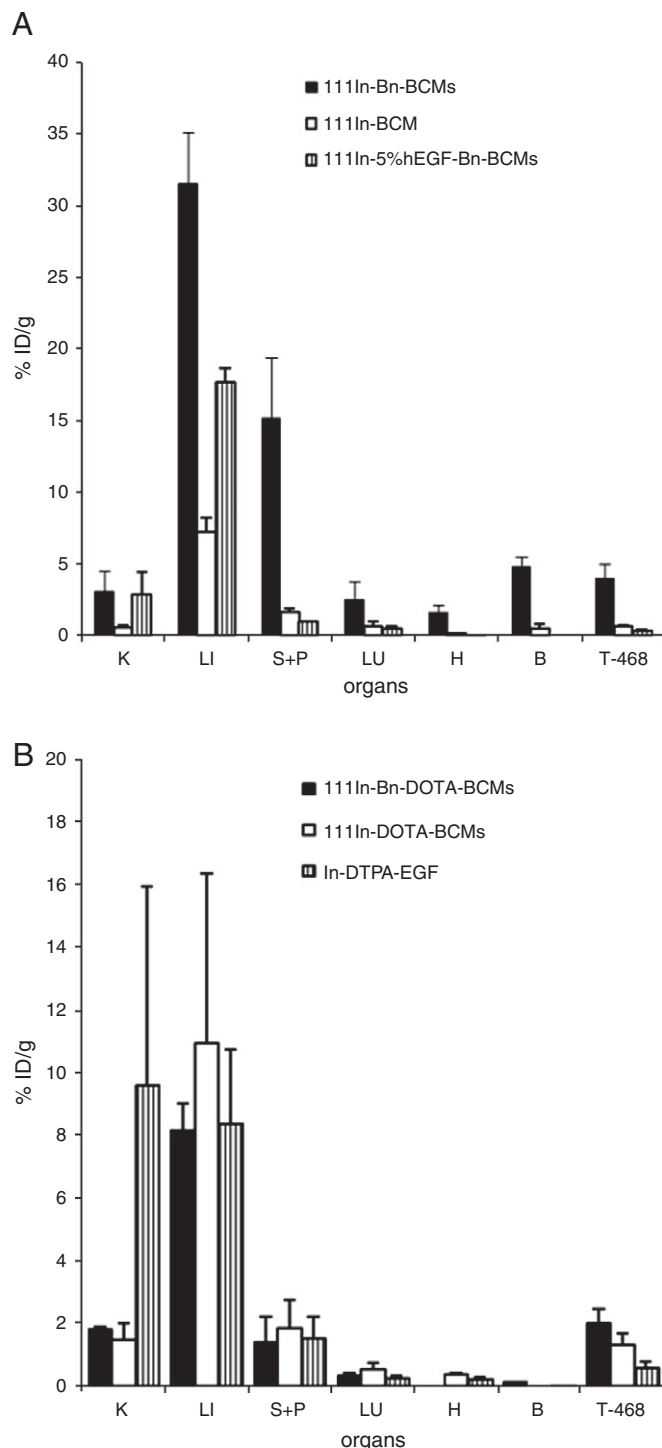 A
40
35
30
25
20
15
10
5
0
% ID/g
111In-Bn-BCMs
111In-BCM
111In-5%hEGF-Bn-BCMs
K LI S+P LU H B T-468
organs
B
20
18
16
14
12
10
8
6
4
2
0
% ID/g
111In-Bn-DOTA-BCMs
111In-DOTA-BCMs
In-DTPA-EGF
K LI S+P LU H B T-468
organs